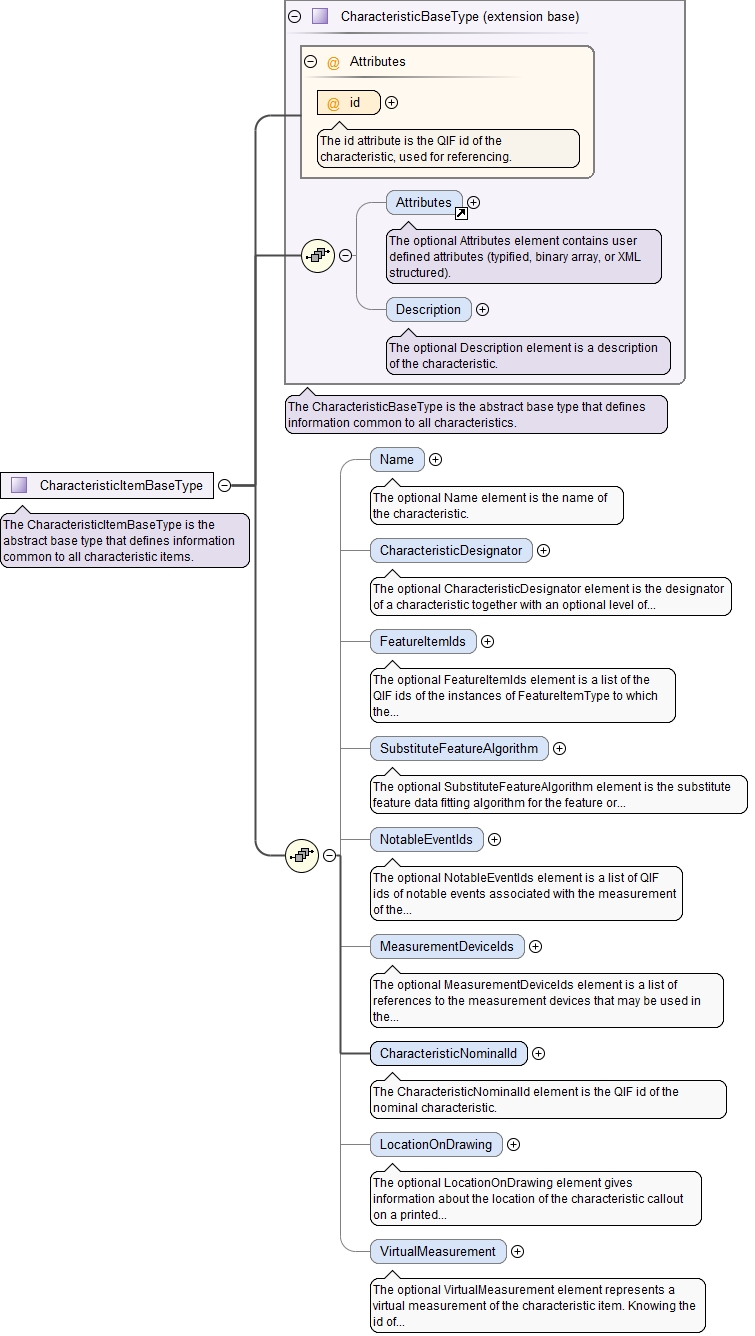 CharacteristicBaseType (extension base)
@ Attributes
@ id
The id attribute is the QIF id of the
characteristic, used for referencing.
Attributes
The optional Attributes element contains user
defined attributes (typified, binary array, or XML
structured).
Description
The optional Description element is a description
of the characteristic.
The CharacteristicBaseType is the abstract base type that defines
information common to all characteristics.
CharacteristicItemBaseType
The CharacteristicItemBaseType is the
abstract base type that defines information
common to all characteristic items.
Name
The optional Name element is the name of
the characteristic.
CharacteristicDesignator
The optional CharacteristicDesignator element is the designator
of a characteristic together with an optional level of...
FeatureItemIds
The optional FeatureItemIds element is a list of the
QIF ids of the instances of FeatureItemType to which
the...
SubstituteFeatureAlgorithm
The optional SubstituteFeatureAlgorithm element is the substitute
feature data fitting algorithm for the feature or...
NotableEventIds
The optional NotableEventIds element is a list of QIF
ids of notable events associated with the measurement
of the...
MeasurementDeviceIds
The optional MeasurementDeviceIds element is a list of
references to the measurement devices that may be used in
the...
CharacteristicNominalId
The CharacteristicNominalId element is the QIF id of the
nominal characteristic.
LocationOnDrawing
The optional LocationOnDrawing element gives
information about the location of the characteristic callout
on a printed...
VirtualMeasurement
The optional VirtualMeasurement element represents a
virtual measurement of the characteristic item. Knowing the
id of...